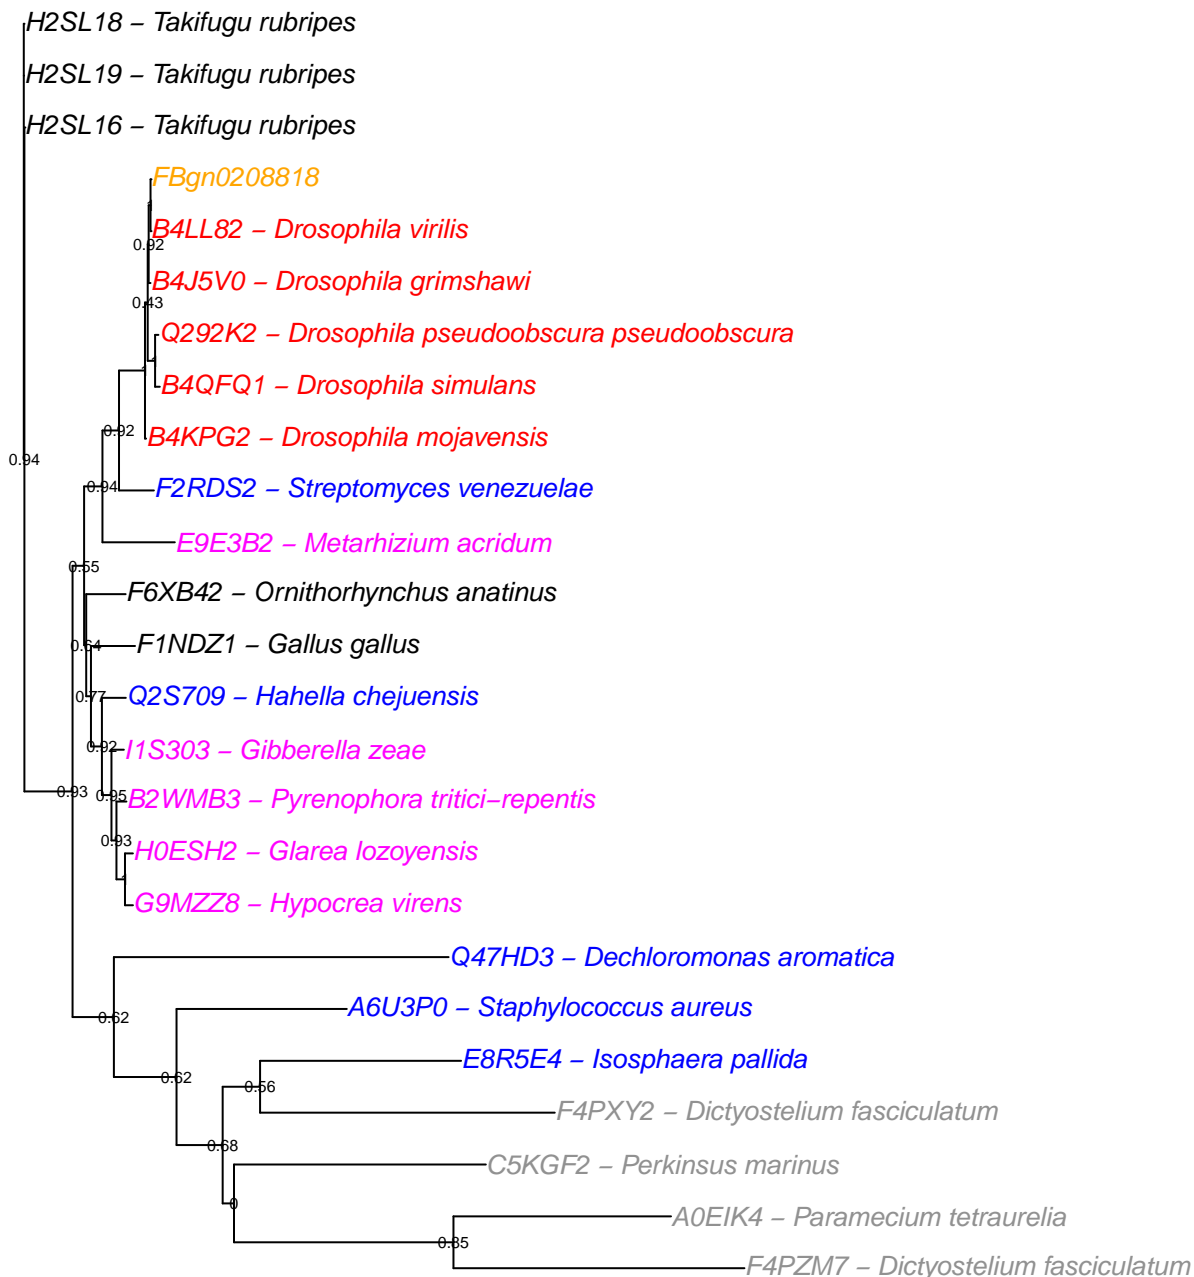 H2SL18 – Takifugu rubripes
H2SL19 – Takifugu rubripes
H2SL16 – Takifugu rubripes
FBgn0208818
1
B4LL82 – Drosophila virilis
0.92
B4J5V0 – Drosophila grimshawi
0.43
Q292K2 – Drosophila pseudoobscura pseudoobscura
1
1
B4QFQ1 – Drosophila simulans
B4KPG2 – Drosophila mojavensis
0.92
0.94
F2RDS2 – Streptomyces venezuelae
0.94
E9E3B2 – Metarhizium acridum
0.55
F6XB42 – Ornithorhynchus anatinus
0.64
F1NDZ1 – Gallus gallus
0.77
Q2S709 – Hahella chejuensis
0.92
I1S303 – Gibberella zeae
0.93
0.95
B2WMB3 – Pyrenophora tritici–repentis
0.93
H0ESH2 – Glarea lozoyensis
1
G9MZZ8 – Hypocrea virens
Q47HD3 – Dechloromonas aromatica
0.62
A6U3P0 – Staphylococcus aureus
0.62
E8R5E4 – Isosphaera pallida
0.56
F4PXY2 – Dictyostelium fasciculatum
0.68
C5KGF2 – Perkinsus marinus
0
A0EIK4 – Paramecium tetraurelia
0.85
F4PZM7 – Dictyostelium fasciculatum